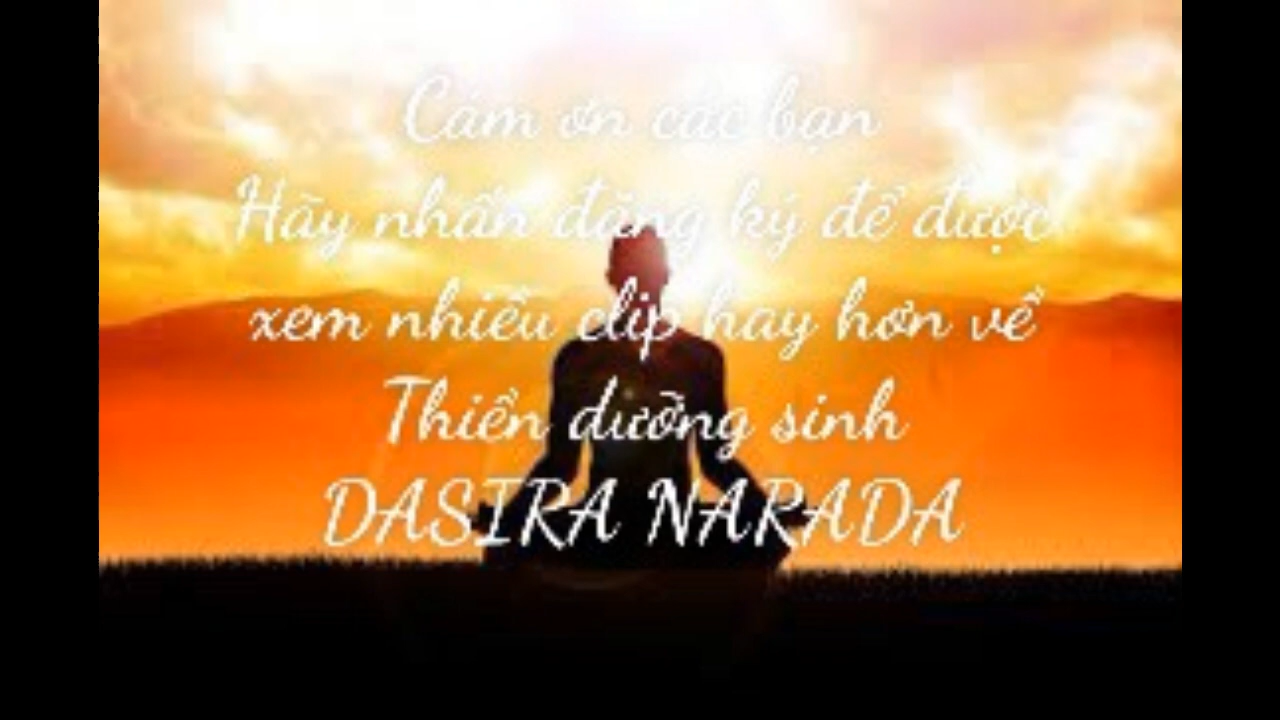 Cám ơn các bạn
Hãy nhấn đăng ký để được
xem nhiều clip hay hơn về
Thiền dưỡng sinh
DASIRA NARADA